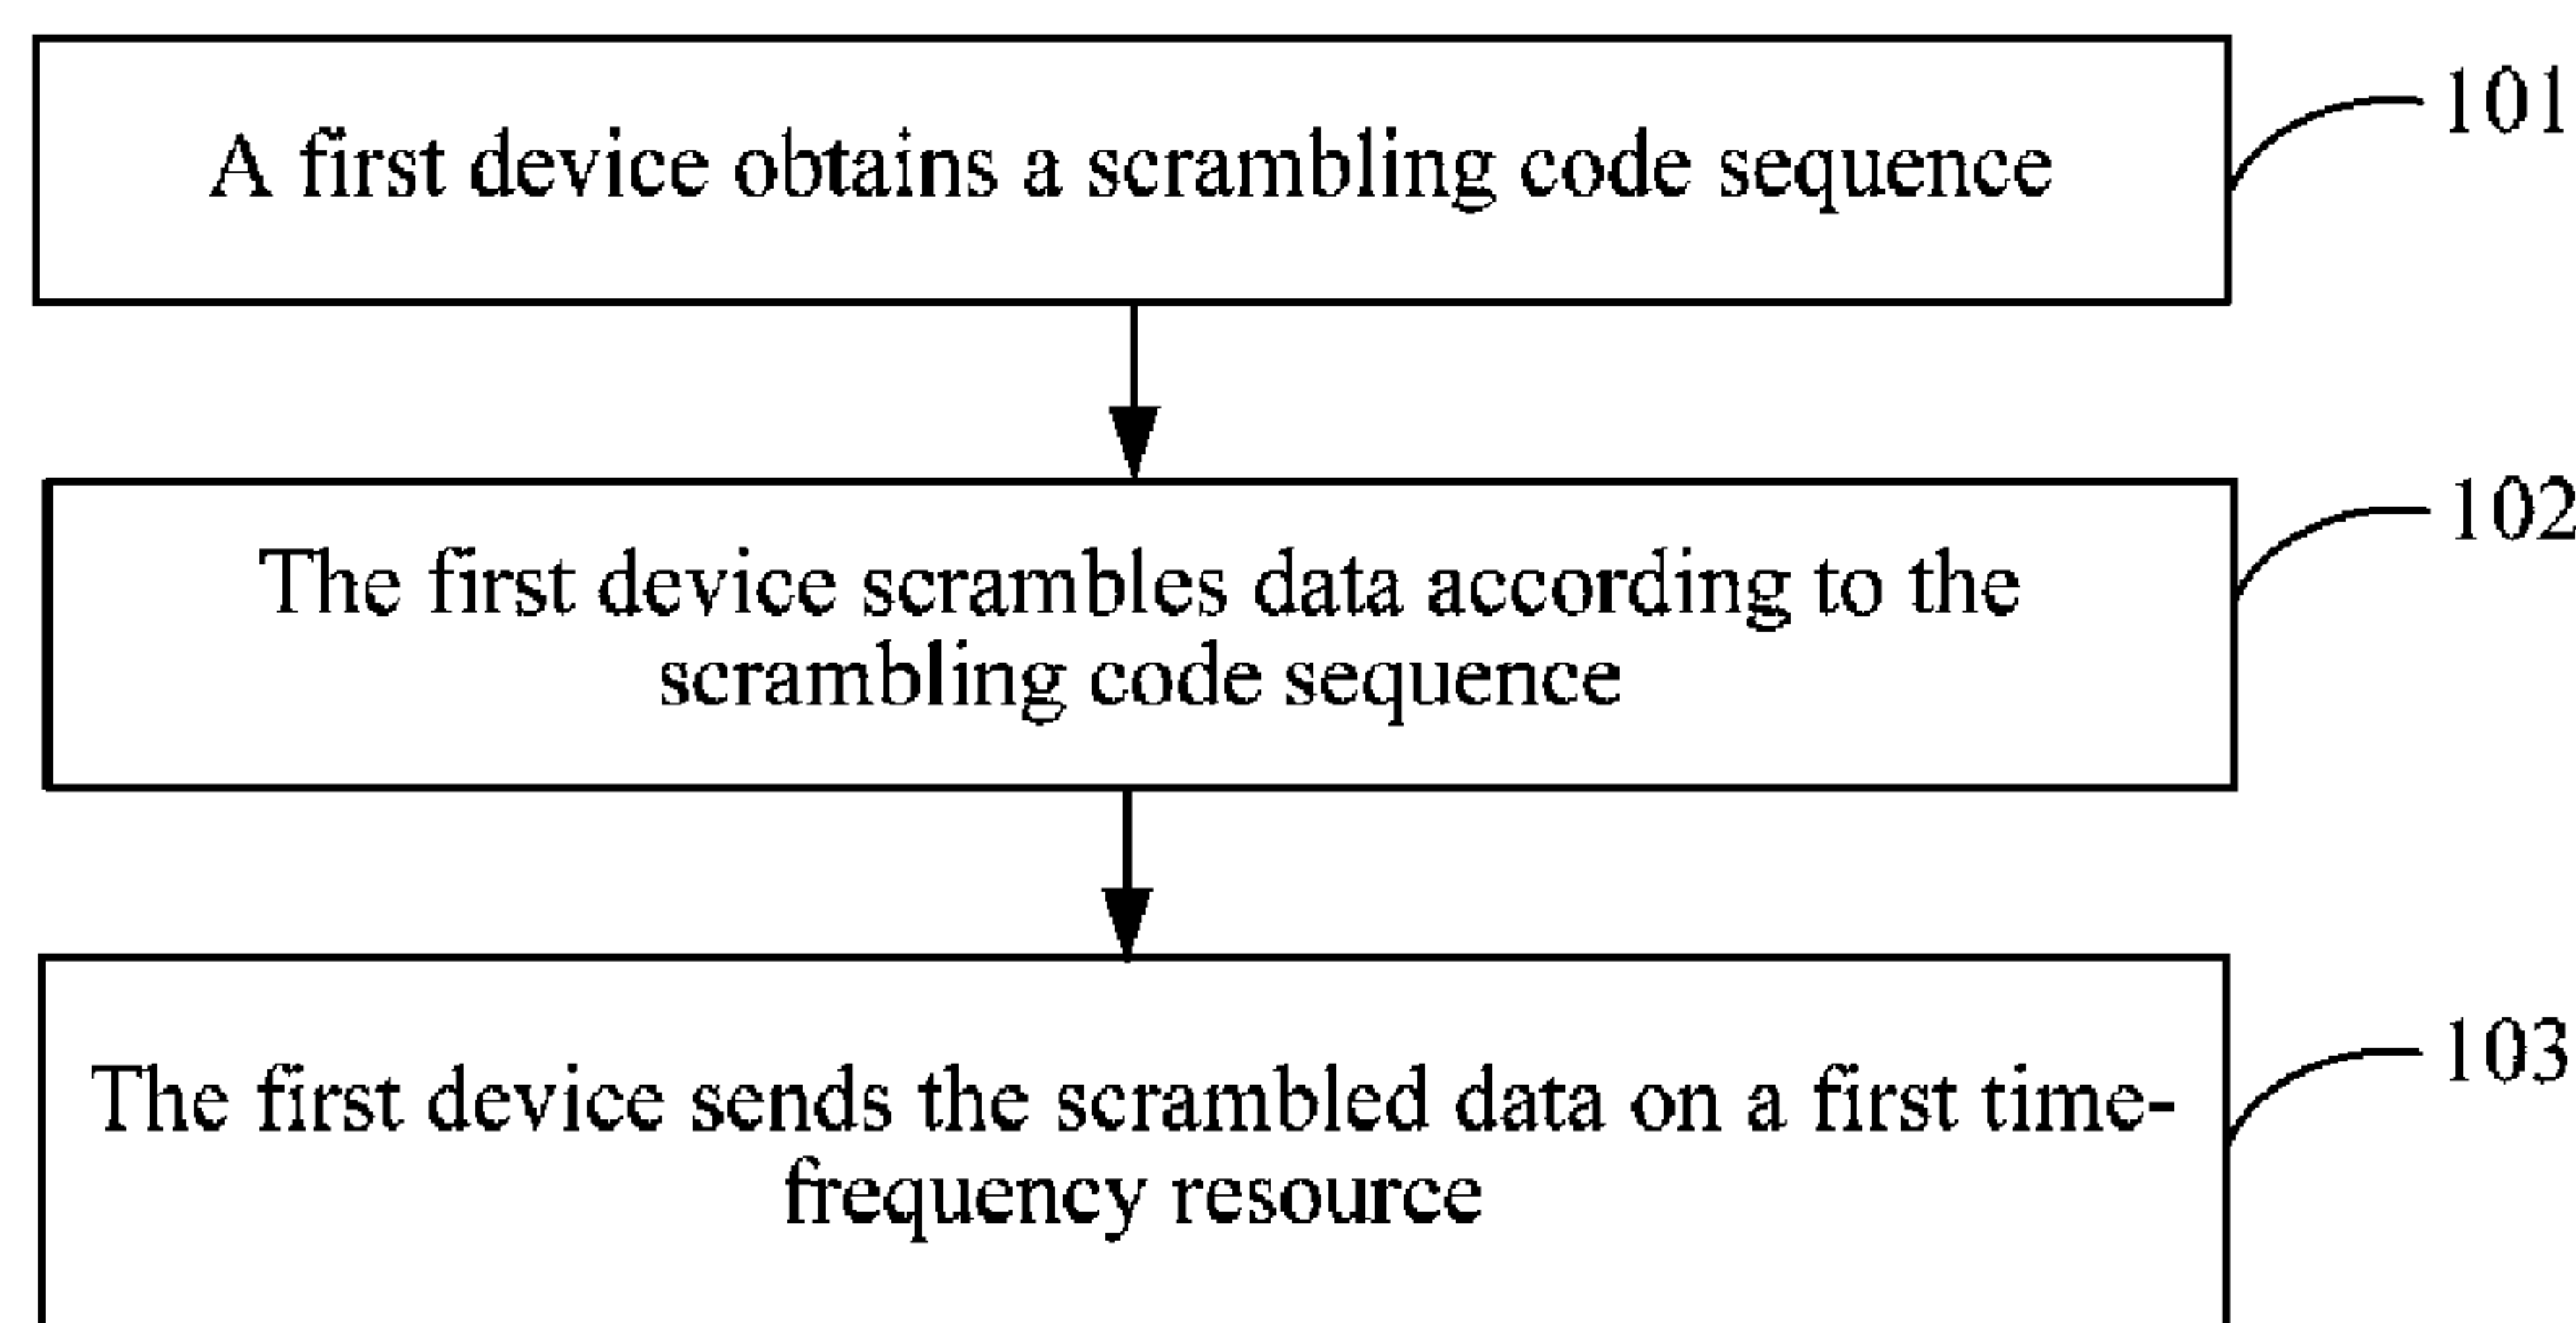 A first device obtains a scrambling code sequence
101
The first device scrambles data according to the
scrambling code sequence
102
The first device sends the scrambled data on a first time-
frequency resource
103